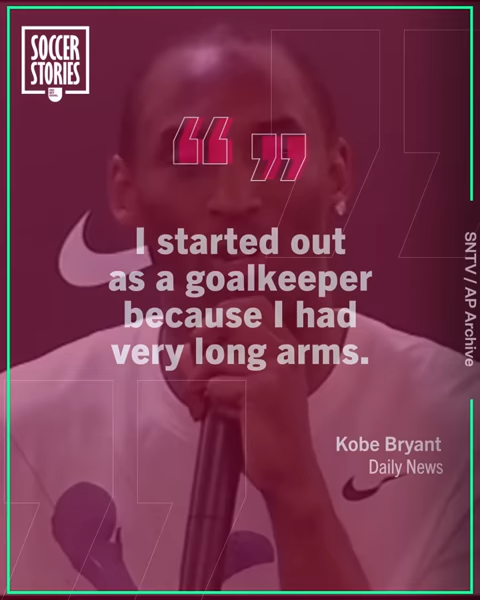 SOCCER
STORIES
“ ”
I started out
as a goalkeeper
because I had
very long arms.
Kobe Bryant
Daily News
SNTV / AP Archive